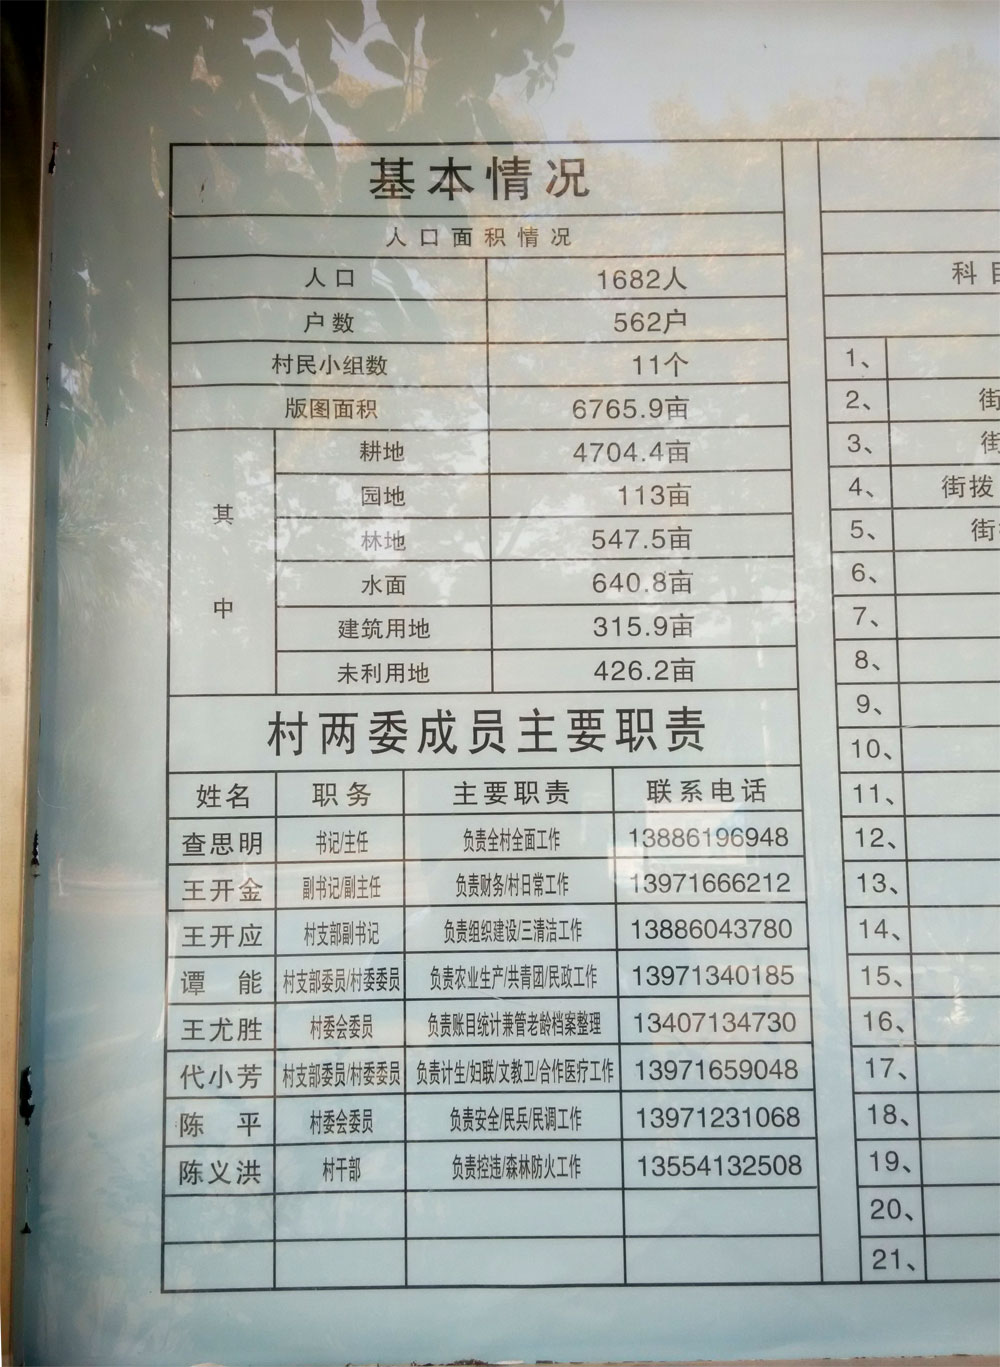 基本情况
人口面积情况
人口 1682人
户数 562户
村民小组数 11个
版图面积 6765.9亩
其中
耕地 4704.4亩
园地 113亩
林地 547.5亩
水面 640.8亩
建筑用地 315.9亩
未利用地 426.2亩
村两委成员主要职责
姓名 职务 主要职责 联系电话
查思明 书记/主任 负责全村全面工作 13886196948
王开金 副书记/副主任 负责财务/村日常工作 13971666212
王开应 村支部副书记 负责组织建设/三清洁工作 13886043780
谭能 村支部委员/村委委员 负责农业生产/共青团/民政工作 13971340185
王尤胜 村委会委员 负责账目统计兼管老龄档案整理 13407134730
代小芳 村支部委员/村委委员 负责计生/妇联/文教卫/合作医疗工作 13971659048
陈平 村委会委员 负责安全/民兵/民调工作 13971231068
陈义洪 村干部 负责控违/森林防火工作 13554132508
科目
1、
2、 街
3、 街
4、 街拨
5、 街
6、
7、
8、
9、
10、
11、
12、
13、
14、
15、
16、
17、
18、
19、
20、
21、